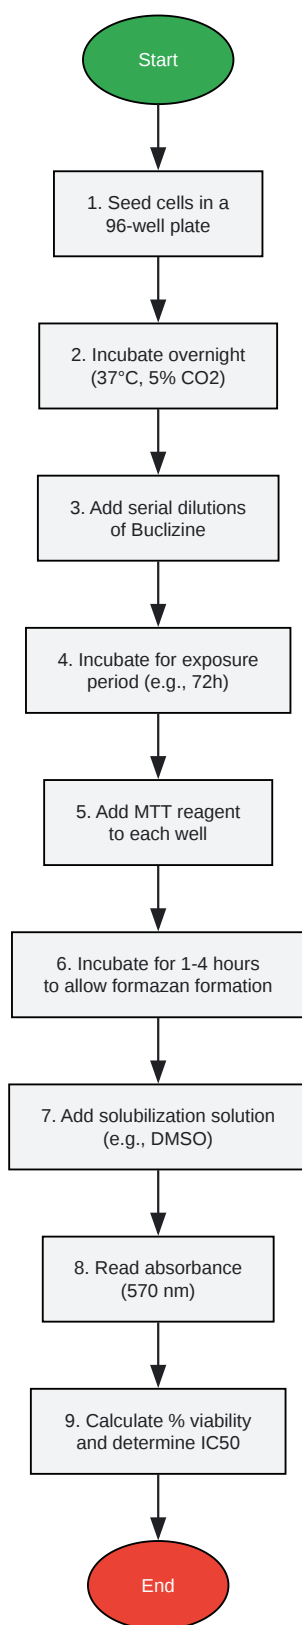 Start
1. Seed cells in a
96-well plate
2. Incubate overnight
(37°C, 5% CO2)
3. Add serial dilutions
of Buclizine
4. Incubate for exposure
period (e.g., 72h)
5. Add MTT reagent
to each well
6. Incubate for 1-4 hours
to allow formazan formation
7. Add solubilization solution
(e.g., DMSO)
8. Read absorbance
(570 nm)
9. Calculate % viability
and determine IC50
End